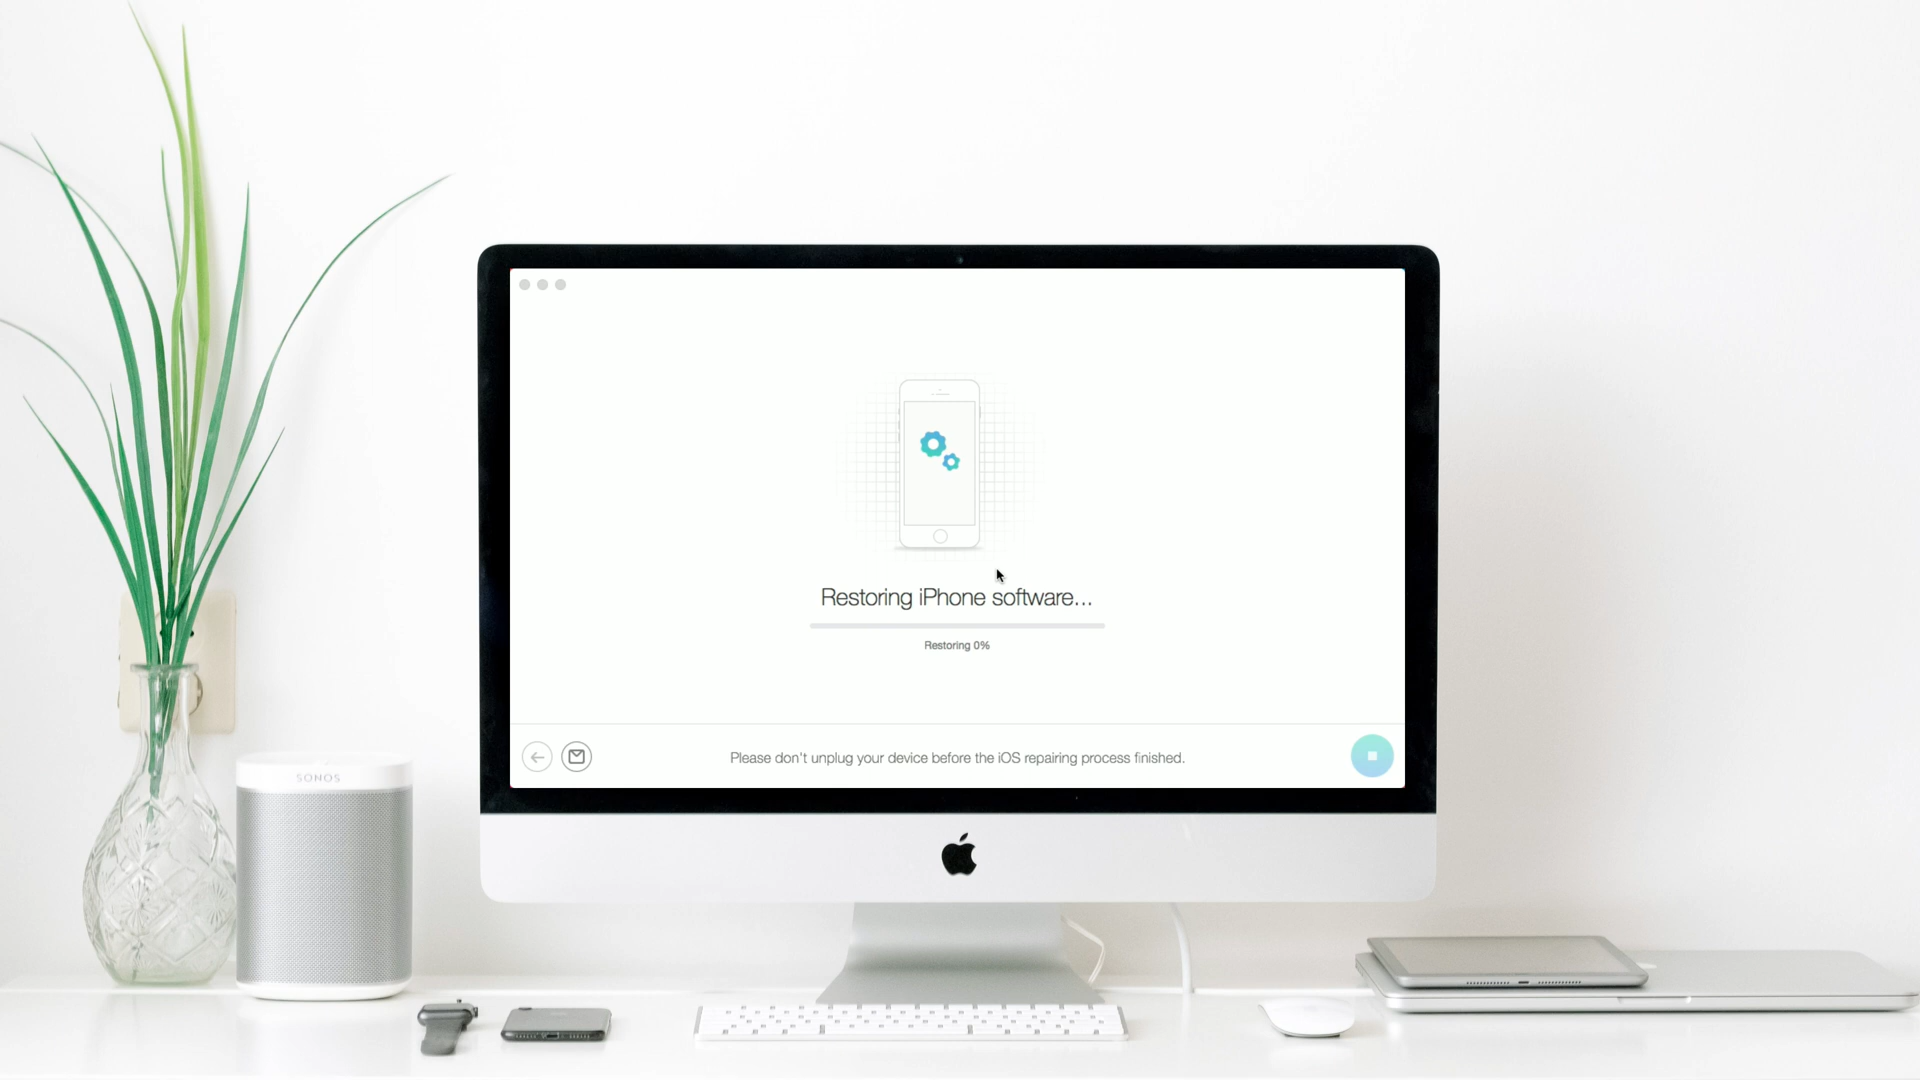 Restoring iPhone software...
Restoring 0%
Please don't unplug your device before the iOS repairing process finished.
SONOS